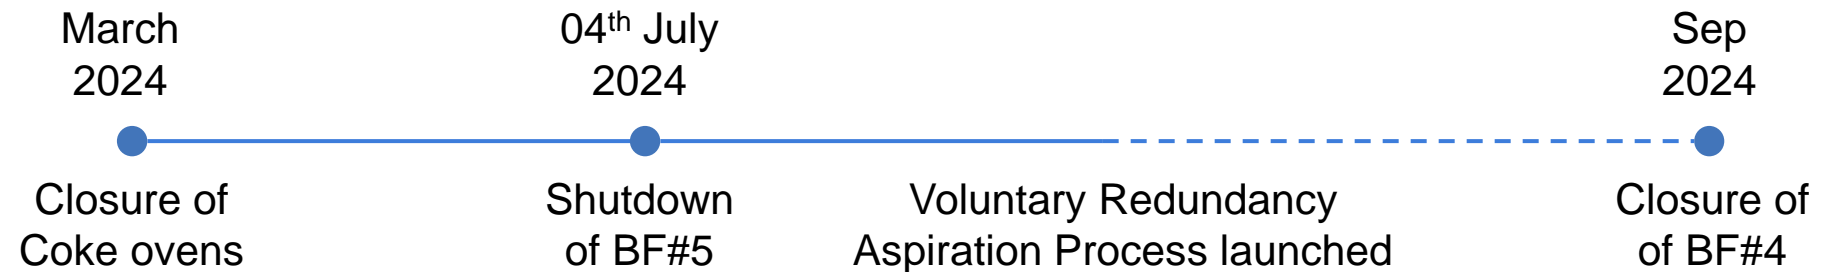 March
2024
04th July
2024
Sep
2024
Closure of
Coke ovens
Shutdown
of BF#5
Voluntary Redundancy
Aspiration Process launched
Closure of
of BF#4